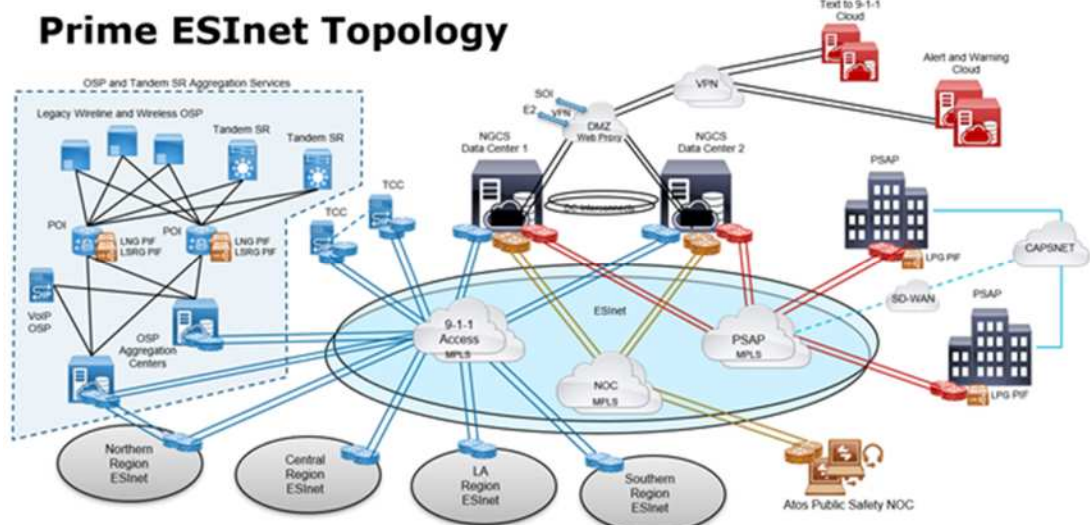 Prime ESInet Topology
OSP and Tandem SR Aggregation Services
Legacy Wireline and Wireless OSP
Tandem SR
Tandem SR
POI
POI
LNG PIF
LSRG PIF
LNG PIF
LSRG PIF
VoIP
OSP
OSP
Aggregation
Centers
TCC
TCC
Text to 9-1-1
Cloud
Alert and Warning
Cloud
VPN
SOI
E2
VPN
DMZ
Web Proxy
NGCS
Data Center 1
NGCS
Data Center 2
DC Interconnects
PSAP
LPG PIF
CAPSNET
SD-WAN
PSAP
LPG PIF
ESInet
9-1-1
Access
MPLS
PSAP
MPLS
NOC
MPLS
Northern
Region
ESInet
Central
Region
ESInet
LA
Region
ESInet
Southern
Region
ESInet
Atos Public Safety NOC